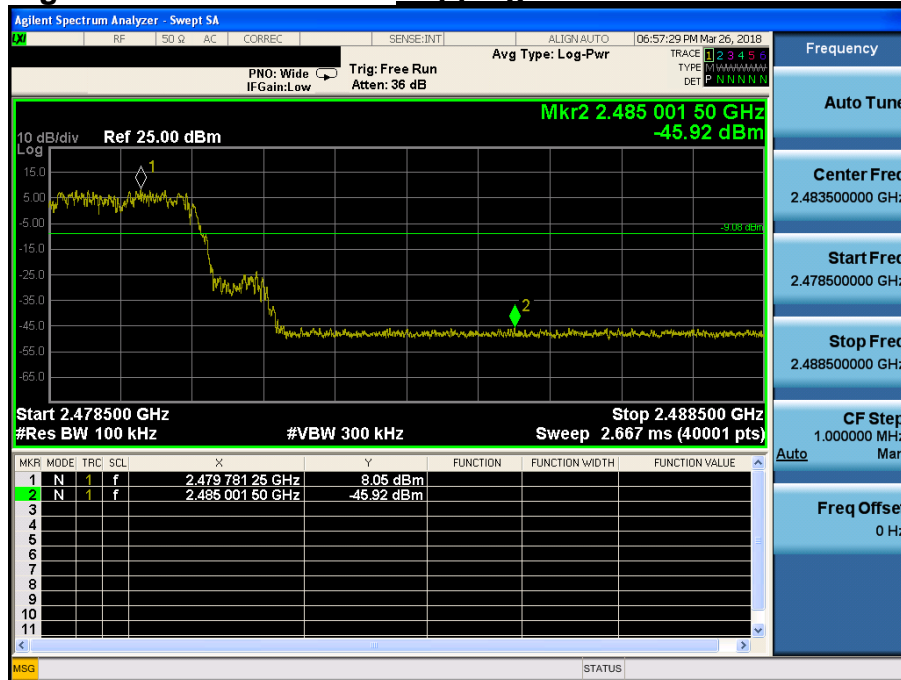 Agilent Spectrum Analyzer - Swept SA
LXI RF 50 Ω AC CORREC SENSE:INT ALIGN AUTO 06:57:29 PM Mar 26, 2018
Avg Type: Log-Pwr
TRACE 1 2 3 4 5 6
PNO: Wide Trig: Free Run TYPE M WWWWW
IFGain:Low Atten: 36 dB DET P N N N N N
Mkr2 2.485 001 50 GHz
-45.92 dBm
10 dB/div Ref 25.00 dBm
Log
15.0
5.00
-5.00
-15.0
-25.0
-35.0
-45.0
-55.0
-65.0
1
2
-9.08 dBm
Start 2.478500 GHz Stop 2.488500 GHz
#Res BW 100 kHz #VBW 300 kHz Sweep 2.667 ms (40001 pts)
MKR MODE TRC SCL X Y FUNCTION FUNCTION WIDTH FUNCTION VALUE
1 N 1 f 2.479 781 25 GHz 8.05 dBm
2 N 1 f 2.485 001 50 GHz -45.92 dBm
3
4
5
6
7
8
9
10
11
MSG STATUS
Frequency
Auto Tune
Center Freq
2.483500000 GHz
Start Freq
2.478500000 GHz
Stop Freq
2.488500000 GHz
CF Step
1.000000 MHz
Auto Man
Freq Offset
0 Hz